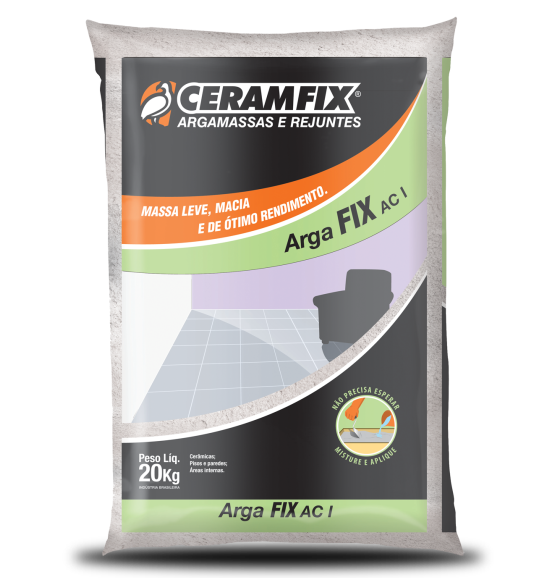 CERAMFIX®
ARGAMASSAS E REJUNTES
MASSA LEVE, MACIA
E DE ÓTIMO RENDIMENTO.
Arga FIX AC I
NÃO PRECISA ESPERAR
MISTURE E APLIQUE
Peso Líq.
20Kg
INDÚSTRIA BRASILEIRA
Cerâmicas;
Pisos e paredes;
Áreas internas.
Arga FIX AC I